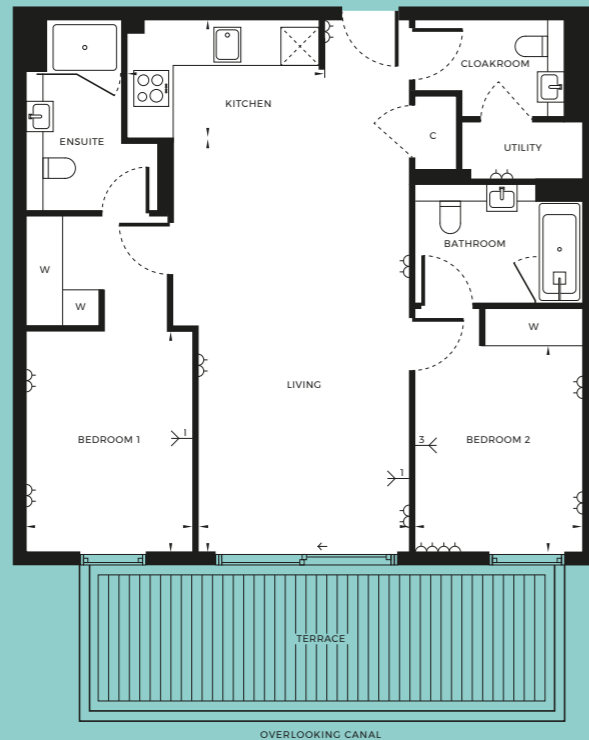 CLOAKROOM
KITCHEN
C
ENSUITE
UTILITY
BATHROOM
W
W
W
LIVING
BEDROOM 1
1
3
BEDROOM 2
1
TERRACE
OVERLOOKING CANAL